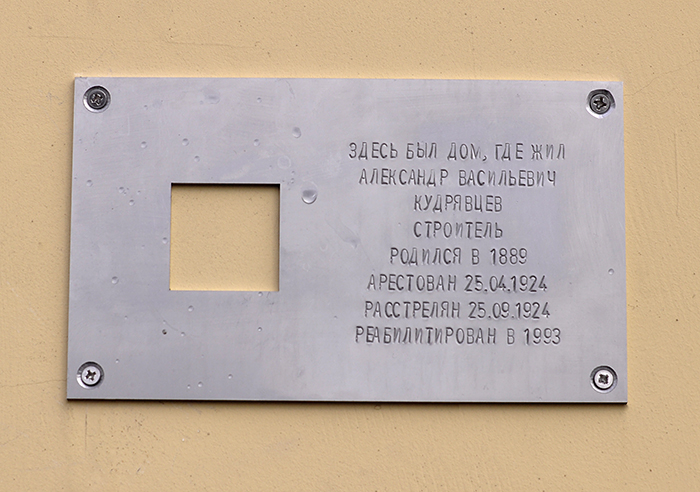 ЗДЕСЬ БЫЛ ДОМ, ГДЕ ЖИЛ
АЛЕКСАНДР ВАСИЛЬЕВИЧ
КУДРЯВЦЕВ
СТРОИТЕЛЬ
РОДИЛСЯ В 1889
АРЕСТОВАН 25.04.1924
РАССТРЕЛЯН 25.09.1924
РЕАБИЛИТИРОВАН В 1993